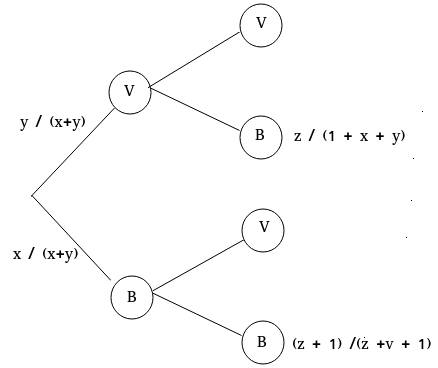 V
V
y / (x+y)
B
z / (1 + x + y)
V
x / (x+y)
B
B
(z + 1) /(z +v + 1)